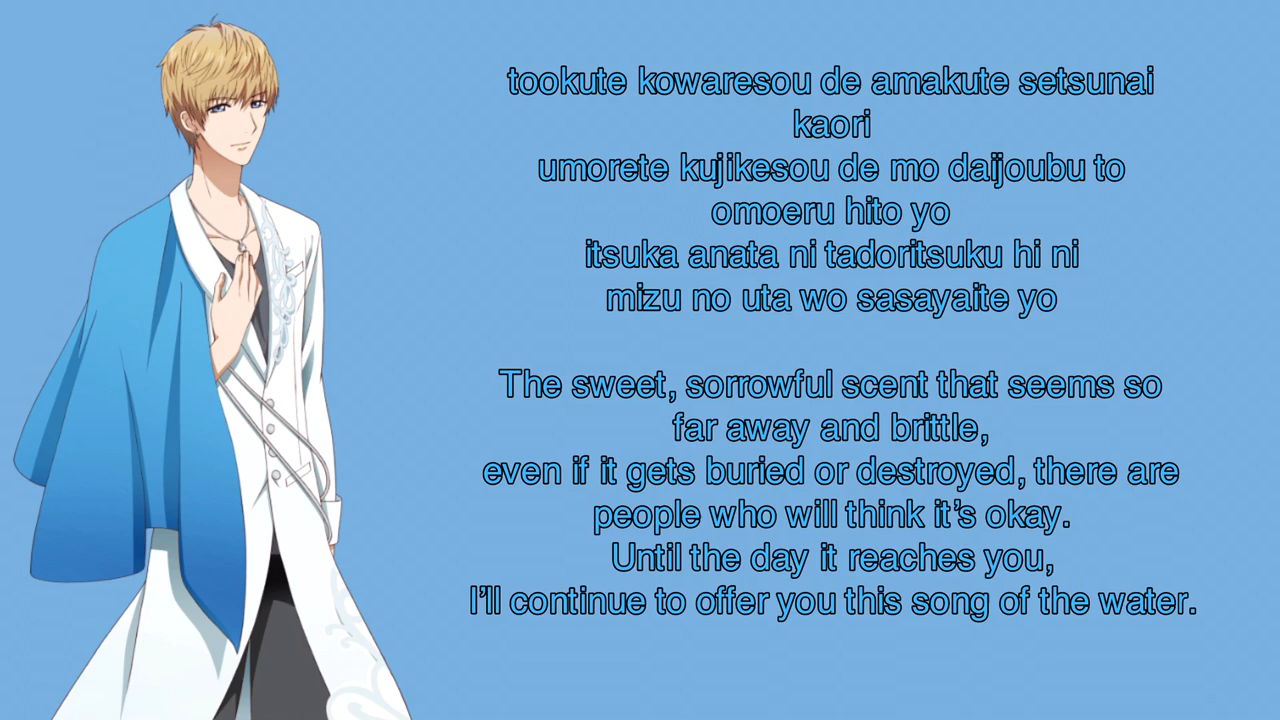 tookute kowaresou de amakute setsunai
kaori
umorete kujikesou de mo daijoubu to
omoeru hito yo
itsuka anata ni tadoritsuku hi ni
mizu no uta wo sasayaite yo
The sweet, sorrowful scent that seems so
far away and brittle,
even if it gets buried or destroyed, there are
people who will think it’s okay.
Until the day it reaches you,
I’ll continue to offer you this song of the water.